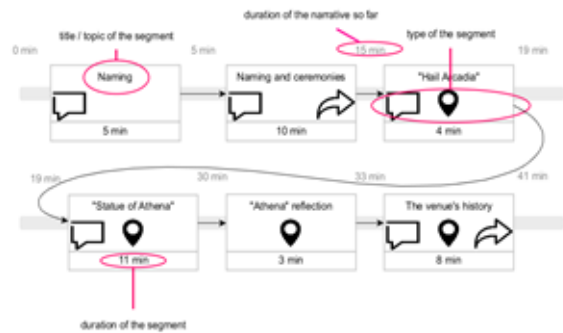 duration of the narrative so far
title / topic of the segment
type of the segment
0 min
5 min
15 min
19 min
Naming
Naming and ceremonies
"Hail Arcadia"
5 min
10 min
4 min
19 min
30 min
33 min
41 min
"Statue of Athena"
"Athena" reflection
The venue's history
11 min
3 min
8 min
duration of the segment